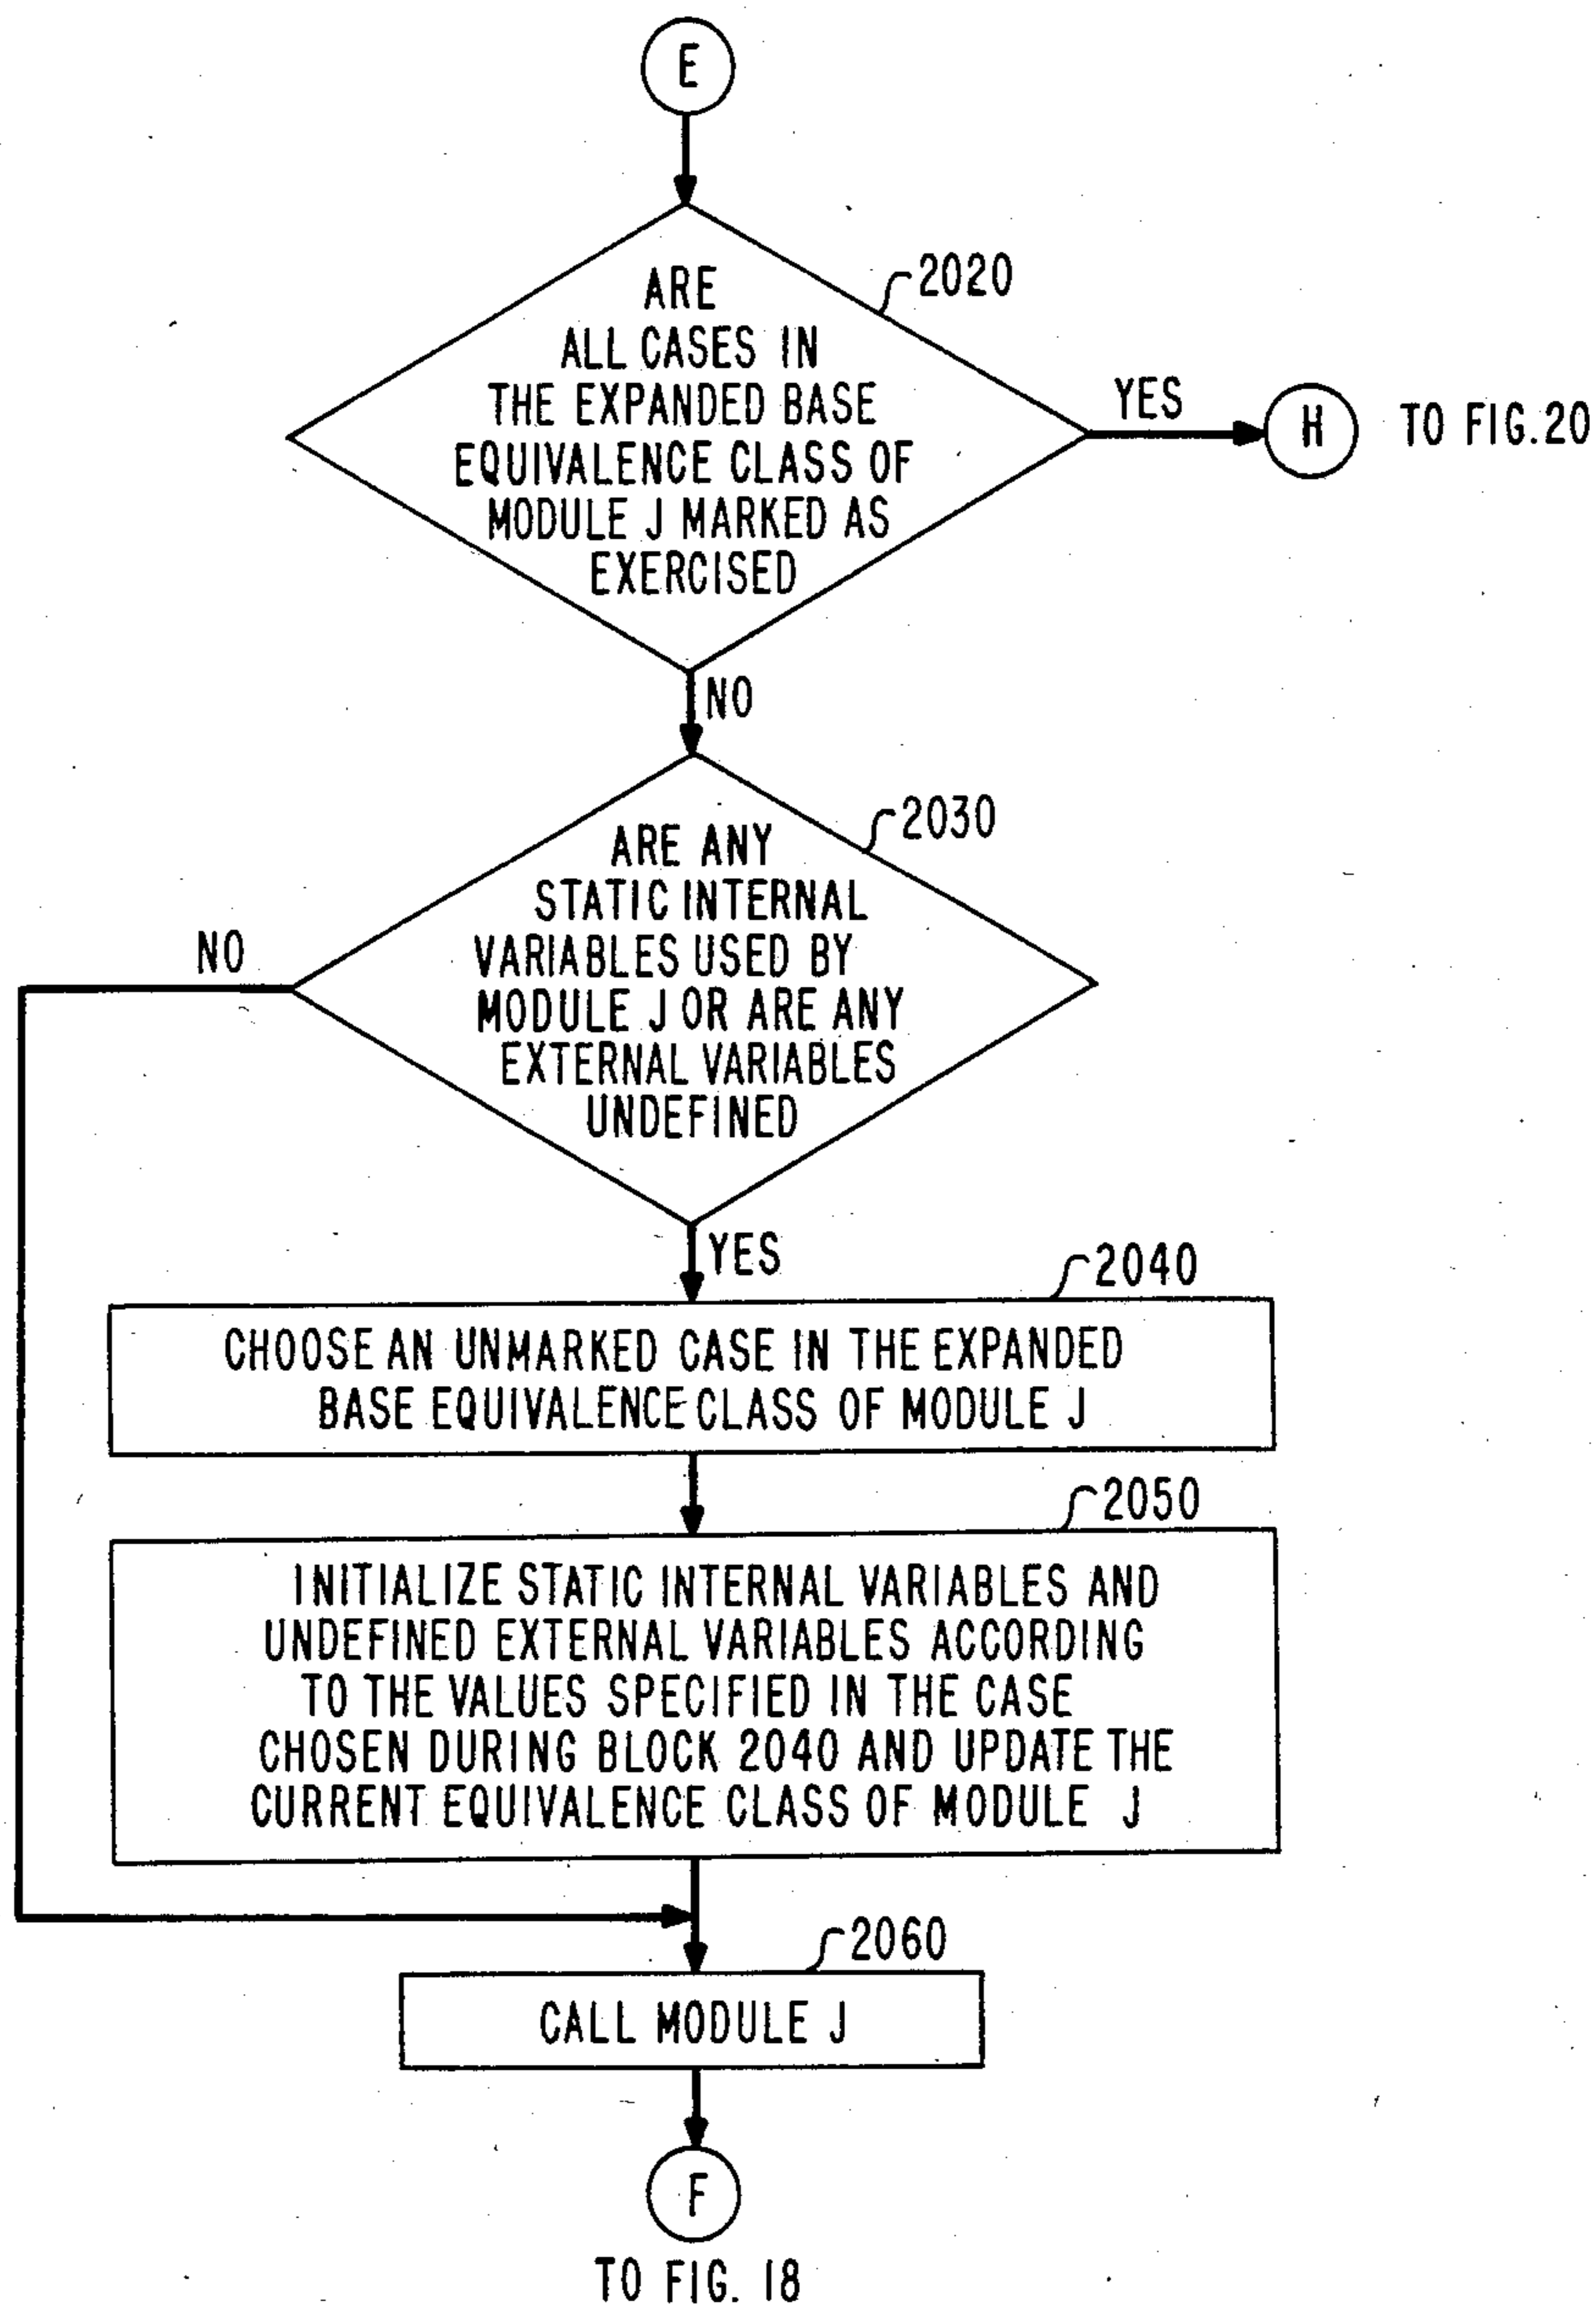 E
2020
ARE
ALL CASES IN
THE EXPANDED BASE
EQUIVALENCE CLASS OF
MODULE J MARKED AS
EXERCISED
YES
H
TO FIG.20
NO
2030
ARE ANY
STATIC INTERNAL
VARIABLES USED BY
MODULE J OR ARE ANY
EXTERNAL VARIABLES
UNDEFINED
NO
YES
2040
CHOOSE AN UNMARKED CASE IN THE EXPANDED
BASE EQUIVALENCE CLASS OF MODULE J
2050
INITIALIZE STATIC INTERNAL VARIABLES AND
UNDEFINED EXTERNAL VARIABLES ACCORDING
TO THE VALUES SPECIFIED IN THE CASE
CHOSEN DURING BLOCK 2040 AND UPDATE THE
CURRENT EQUIVALENCE CLASS OF MODULE J
2060
CALL MODULE J
F
TO FIG. 18